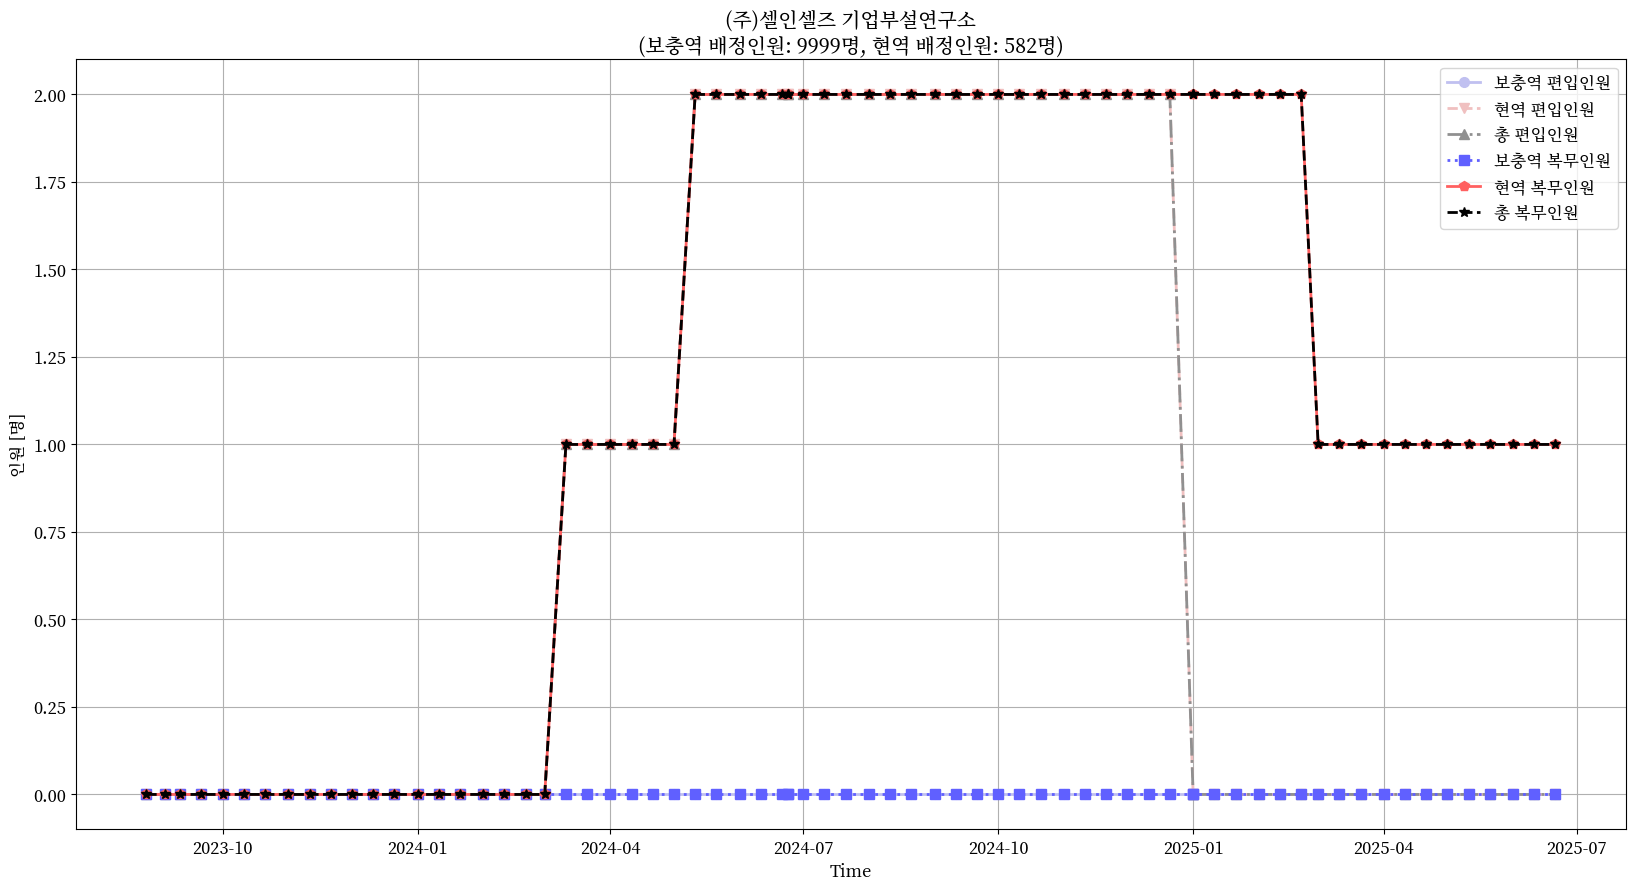 (주)셀인셀즈 기업부설연구소
(보충역 배정인원: 9999명, 현역 배정인원: 582명)
보충역 편입인원
현역 편입인원
총 편입인원
보충역 복무인원
현역 복무인원
총 복무인원
2.00
1.75
1.50
1.25
1.00
0.75
0.50
0.25
0.00
인원 [명]
2023-10
2024-01
2024-04
2024-07
2024-10
2025-01
2025-04
2025-07
Time